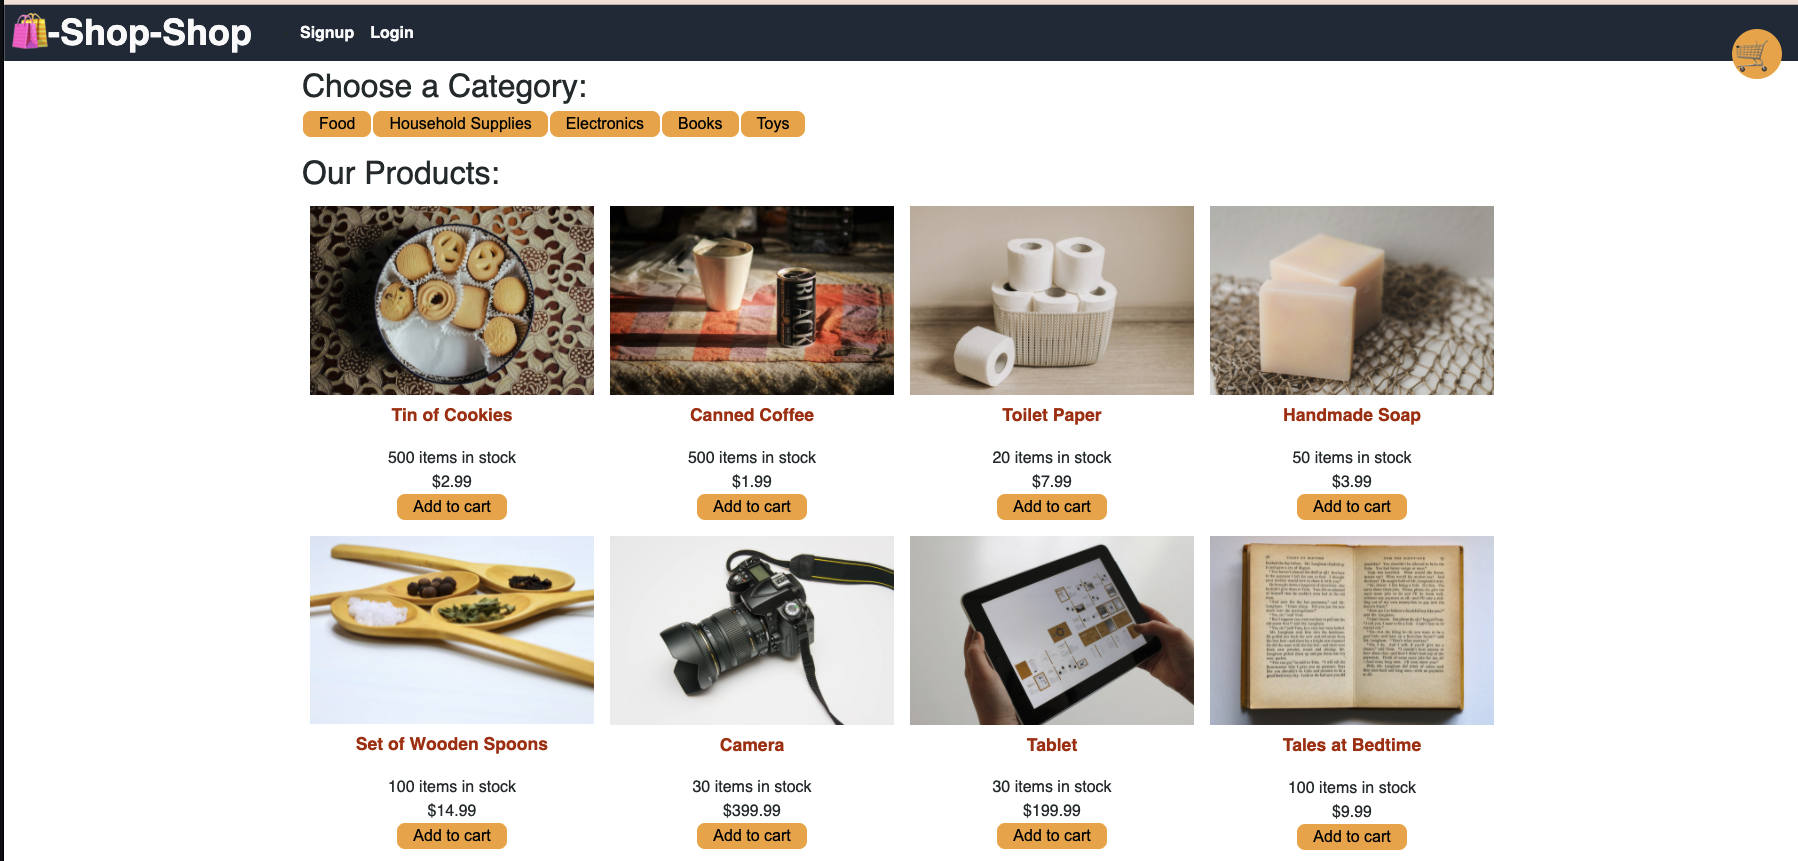 -Shop-Shop
Signup Login
Choose a Category:
Food Household Supplies Electronics Books Toys
Our Products:
BLACK
Tin of Cookies Canned Coffee Toilet Paper Handmade Soap
500 items in stock 500 items in stock 20 items in stock 50 items in stock
$2.99 $1.99 $7.99 $3.99
Add to cart Add to cart Add to cart Add to cart
TALES AT BEDTIME
Set of Wooden Spoons Camera Tablet Tales at Bedtime
100 items in stock 30 items in stock 30 items in stock 100 items in stock
$14.99 $399.99 $199.99 $9.99
Add to cart Add to cart Add to cart Add to cart